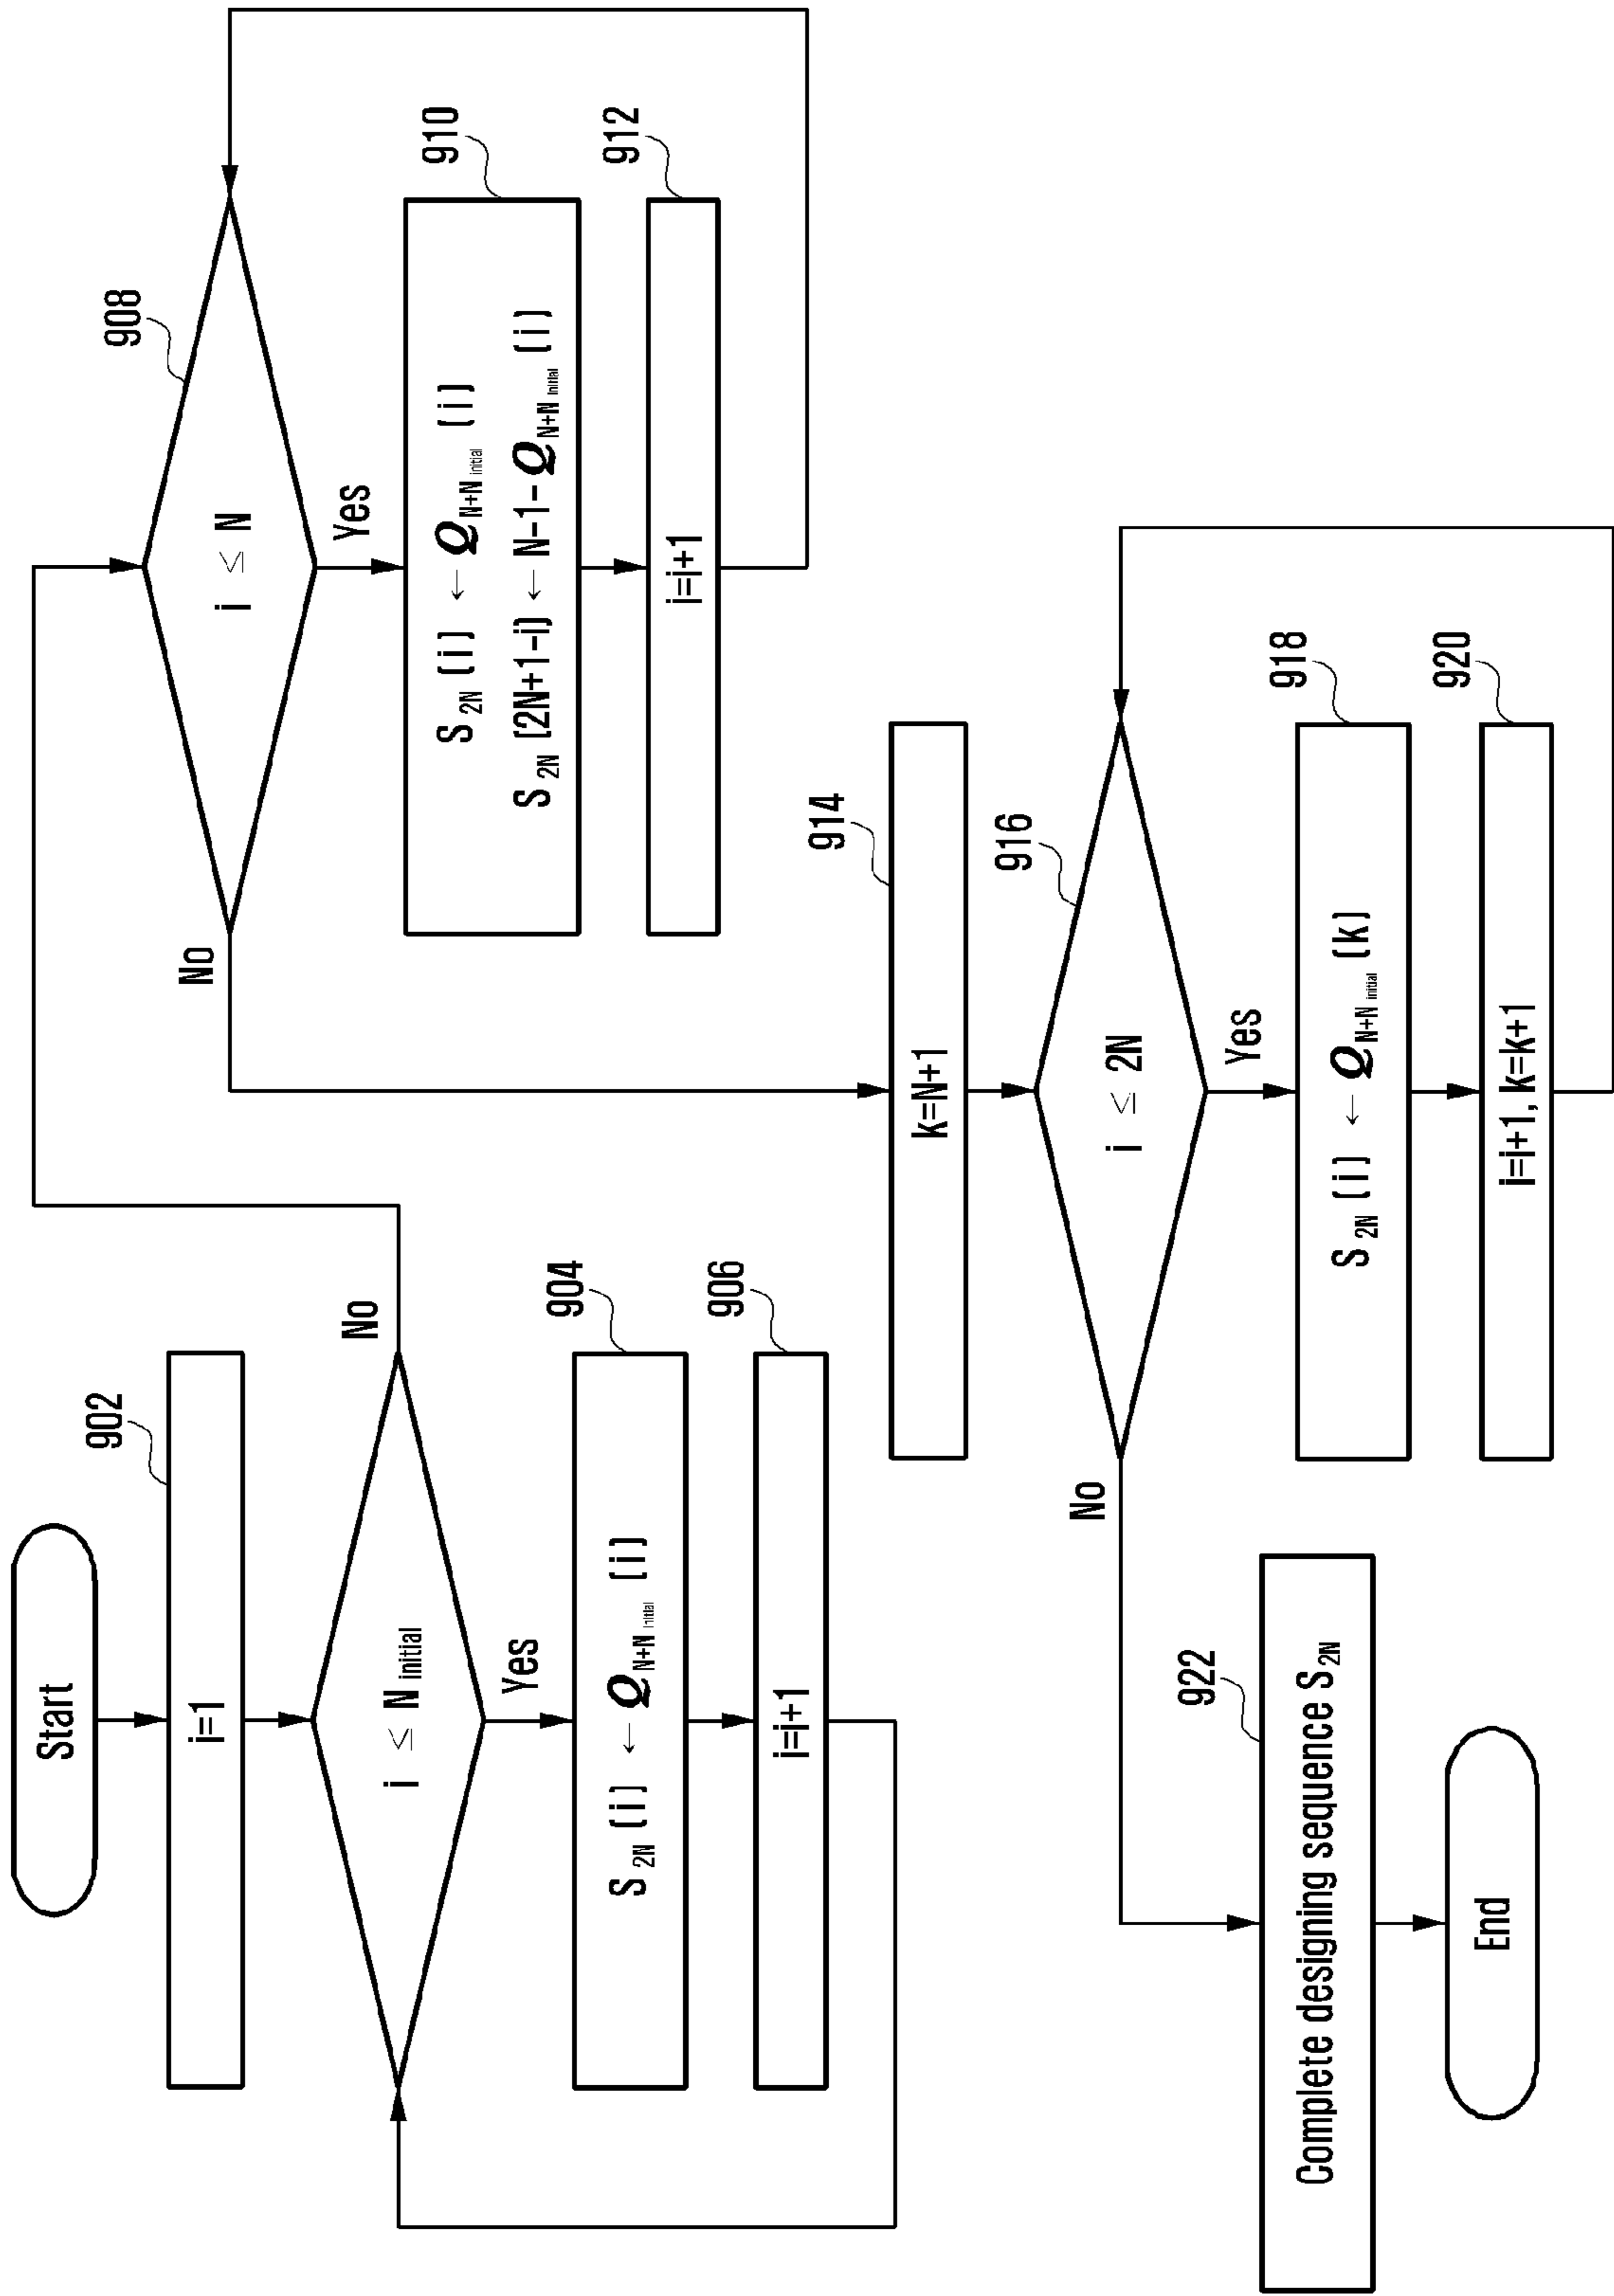 Start
902
i=1
i ≤ N initial
No
Yes
904
S 2N (i) ← Q N+N initial (i)
906
i=i+1
908
i ≤ N
No
Yes
910
S 2N (i) ← Q N+N initial (i)
S 2N (2N+1-i) ← N-1-Q N+N initial (i)
912
i=i+1
914
k=N+1
916
i ≤ 2N
No
Yes
918
S 2N (i) ← Q N+N initial (k)
920
i=i+1, k=k+1
922
Complete designing sequence S 2N
End